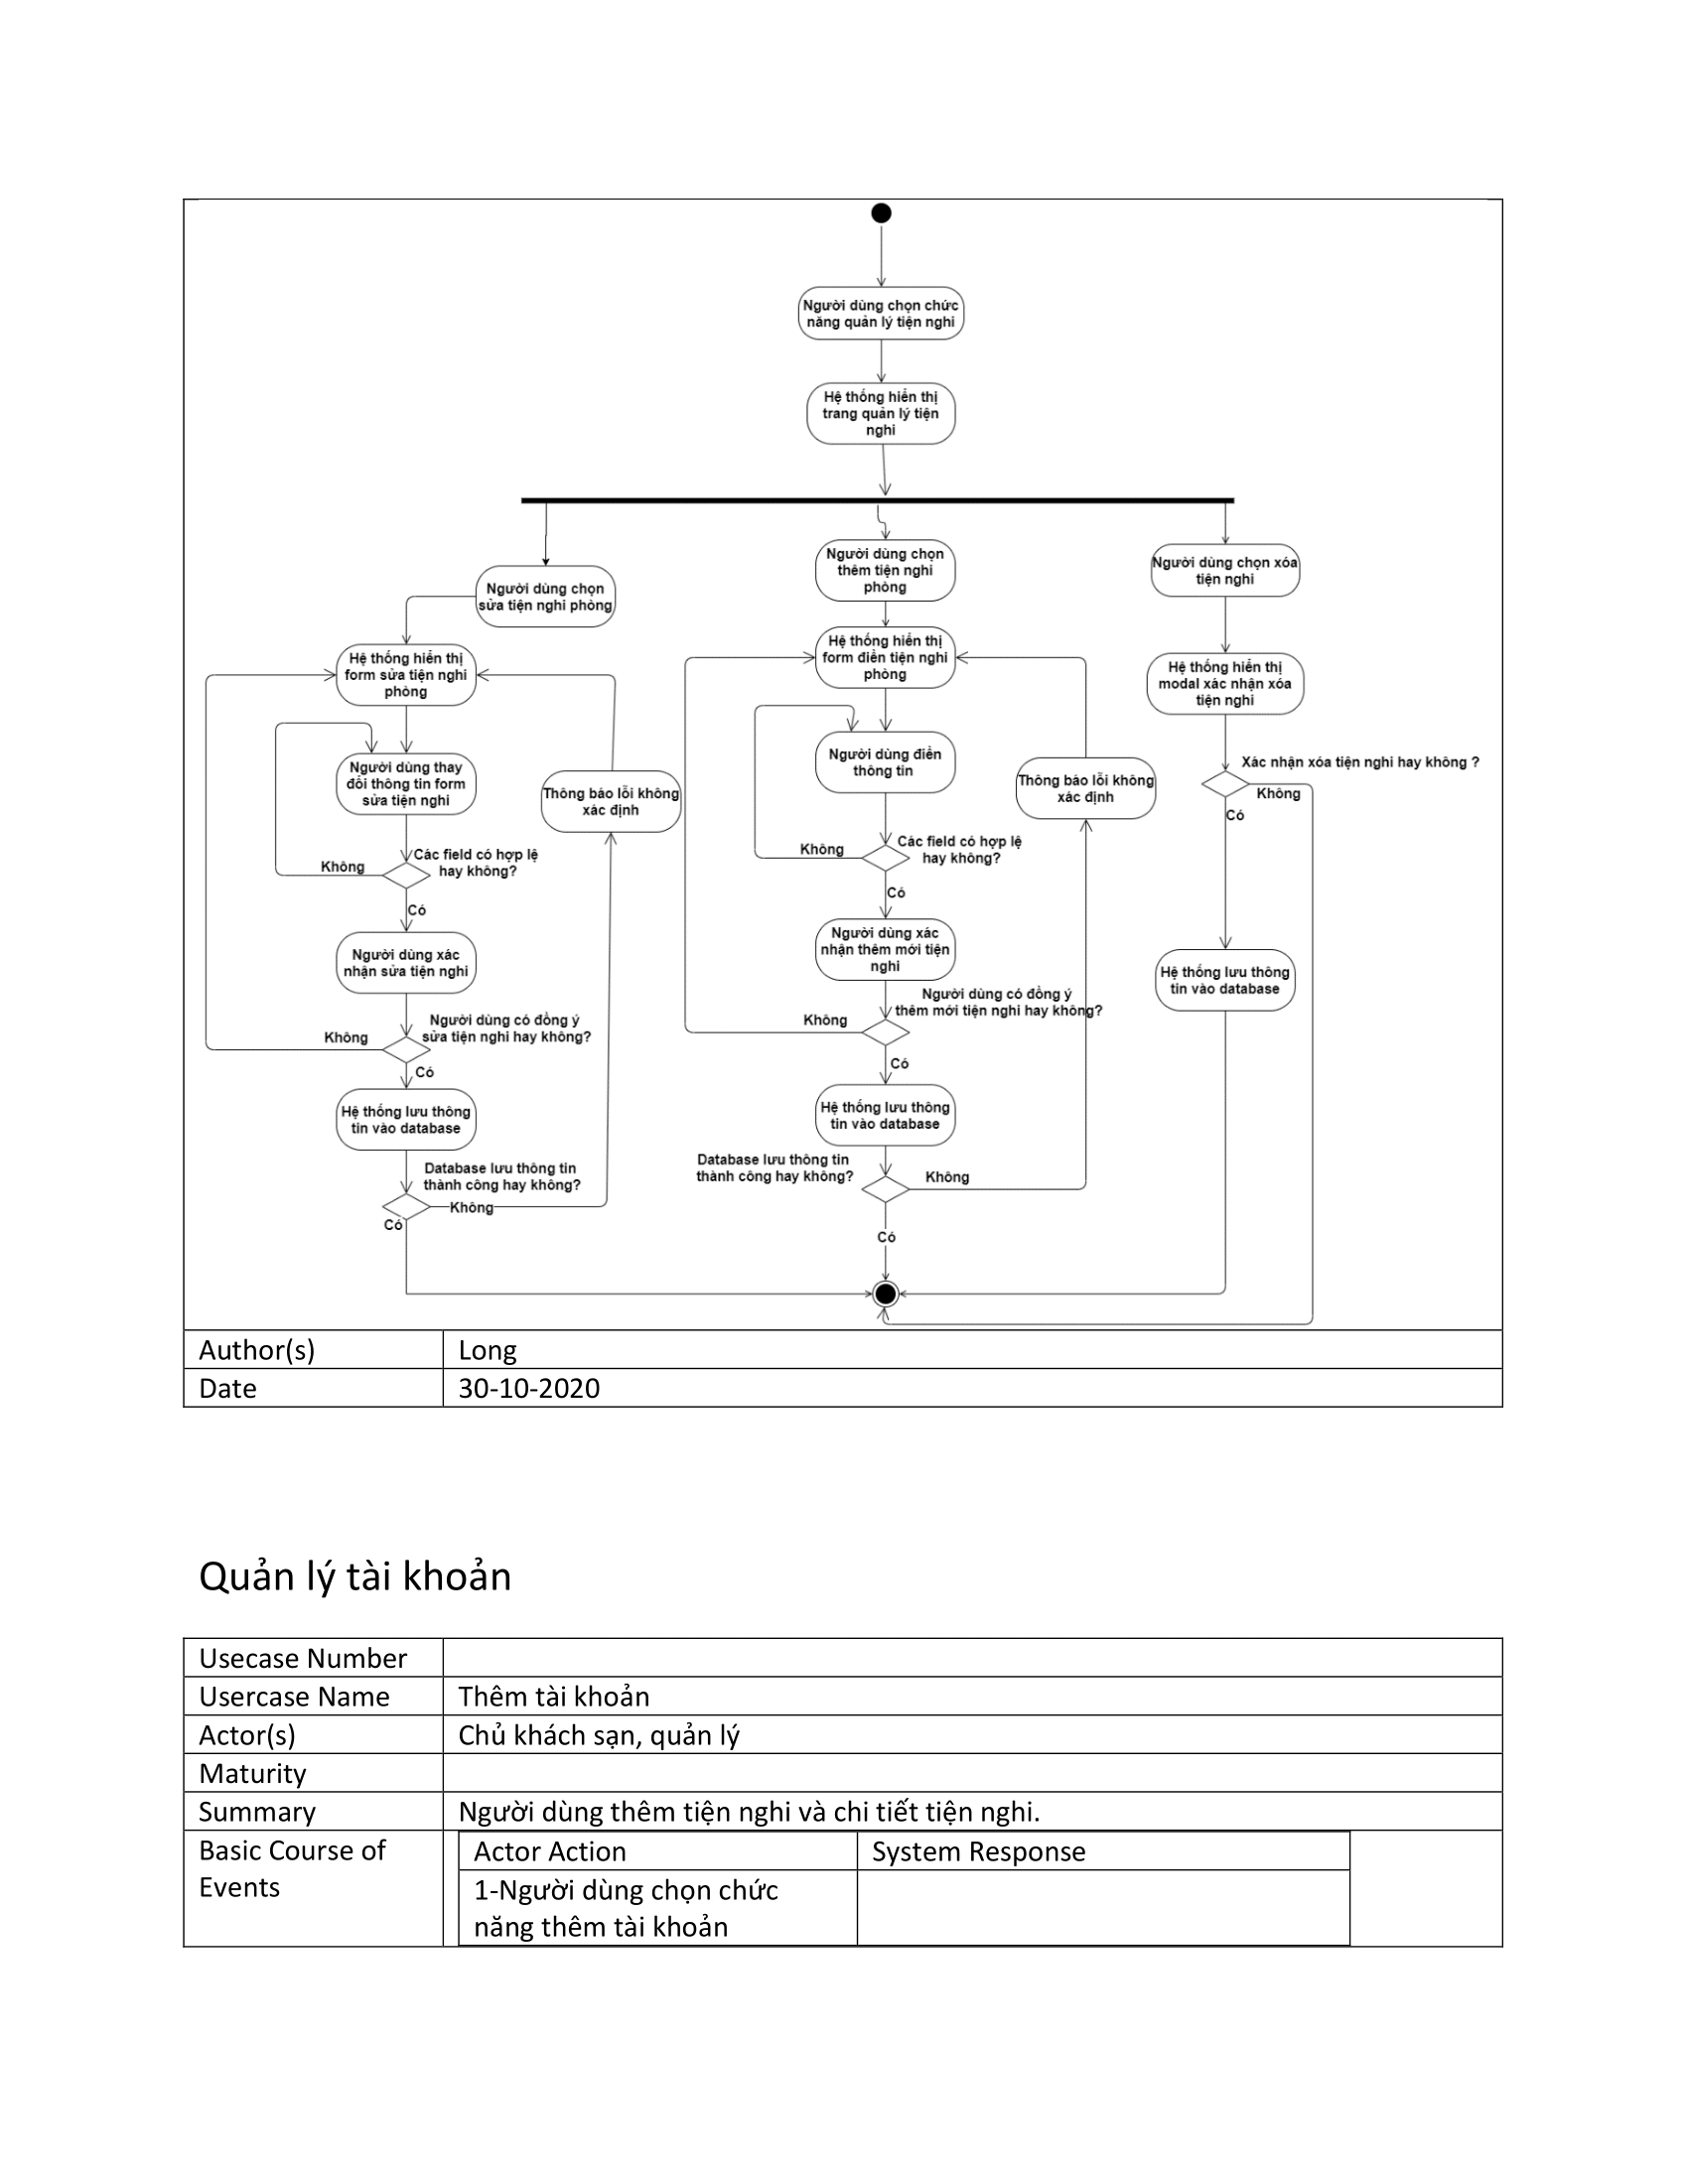 Người dùng chọn chức
năng quản lý tiện nghi
Hệ thống hiển thị
trang quản lý tiện
nghi
Người dùng chọn
sửa tiện nghi phòng
Hệ thống hiển thị
form sửa tiện nghi
phòng
Người dùng thay
đổi thông tin form
sửa tiện nghi
Thông báo lỗi không
xác định
Các field có hợp lệ
hay không?
Không
Có
Người dùng xác
nhận sửa tiện nghi
Người dùng có đồng ý
sửa tiện nghi hay không?
Không
Có
Hệ thống lưu thông
tin vào database
Database lưu thông tin
thành công hay không?
Không
Có
Người dùng chọn
thêm tiện nghi
phòng
Hệ thống hiển thị
form điền tiện nghi
phòng
Người dùng điền
thông tin
Thông báo lỗi không
xác định
Các field có hợp lệ
hay không?
Không
Có
Người dùng xác
nhận thêm mới tiện
nghi
Người dùng có đồng ý
thêm mới tiện nghi hay không?
Không
Có
Hệ thống lưu thông
tin vào database
Database lưu thông tin
thành công hay không?
Không
Có
Người dùng chọn xóa
tiện nghi
Hệ thống hiển thị
modal xác nhận xóa
tiện nghi
Xác nhận xóa tiện nghi hay không ?
Không
Có
Hệ thống lưu thông
tin vào database
Author(s) Long
Date 30-10-2020
Quản lý tài khoản
Usecase Number
Usercase Name Thêm tài khoản
Actor(s) Chủ khách sạn, quản lý
Maturity
Summary Người dùng thêm tiện nghi và chi tiết tiện nghi.
Basic Course of
Events
Actor Action System Response
1-Người dùng chọn chức
năng thêm tài khoản